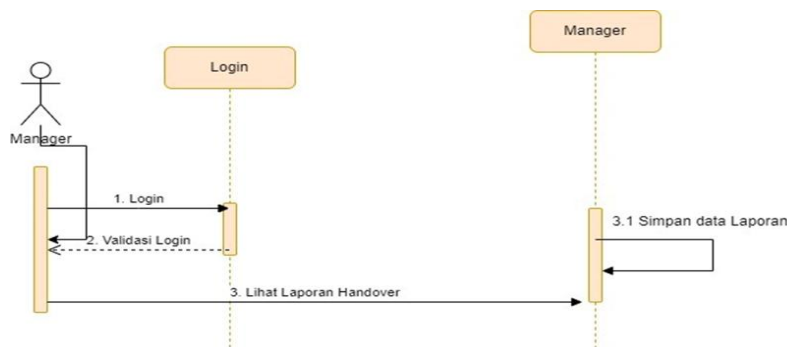 Manager
Login
Manager
1. Login
3.1 Simpan data Laporan
2. Validasi Login
3. Lihat Laporan Handover